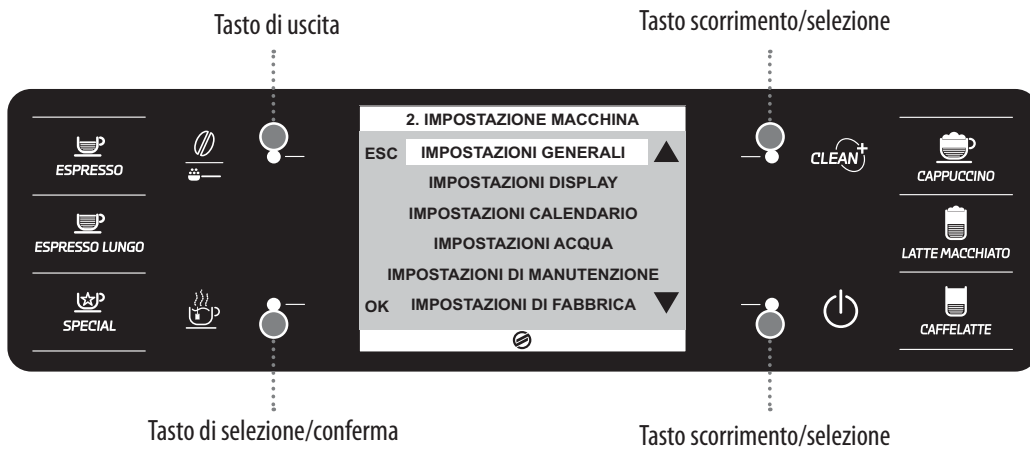 Tasto di uscita
Tasto scorrimento/selezione
ESPRESSO
ESPRESSO LUNGO
SPECIAL
2. IMPOSTAZIONE MACCHINA
ESC IMPOSTAZIONI GENERALI
IMPOSTAZIONI DISPLAY
IMPOSTAZIONI CALENDARIO
IMPOSTAZIONI ACQUA
IMPOSTAZIONI DI MANUTENZIONE
OK IMPOSTAZIONI DI FABBRICA
CLEAN+
CAPPUCCINO
LATTE MACCHIATO
CAFFELATTE
Tasto di selezione/conferma
Tasto scorrimento/selezione